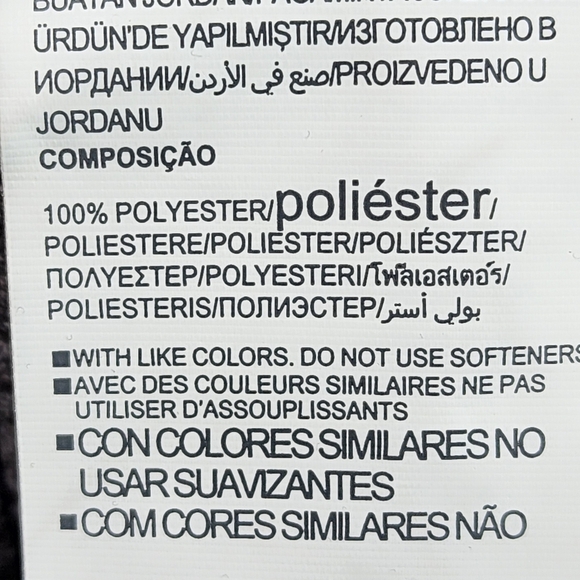 BUATAN JORDAN/
ÜRDÜN'DE YAPILMIŞTIR/ИЗГОТОВЛЕНО В
ИОРДАНИИ/صنع في الأردن/PROIZVEDENO U
JORDANU
COMPOSIÇÃO
100% POLYESTER/poliéster/
POLIESTERE/POLIESTER/POLIÉSZTER/
ΠΟΛΥΕΣΤΕΡ/POLYESTERI/โพลีเอสเตอร์/
POLIESTERIS/ПОЛИЭСТЕР/بولي أستر
■WITH LIKE COLORS. DO NOT USE SOFTENERS
■AVEC DES COULEURS SIMILAIRES NE PAS
UTILISER D'ASSOUPLISSANTS
■CON COLORES SIMILARES NO
USAR SUAVIZANTES
■COM CORES SIMILARES NÃO